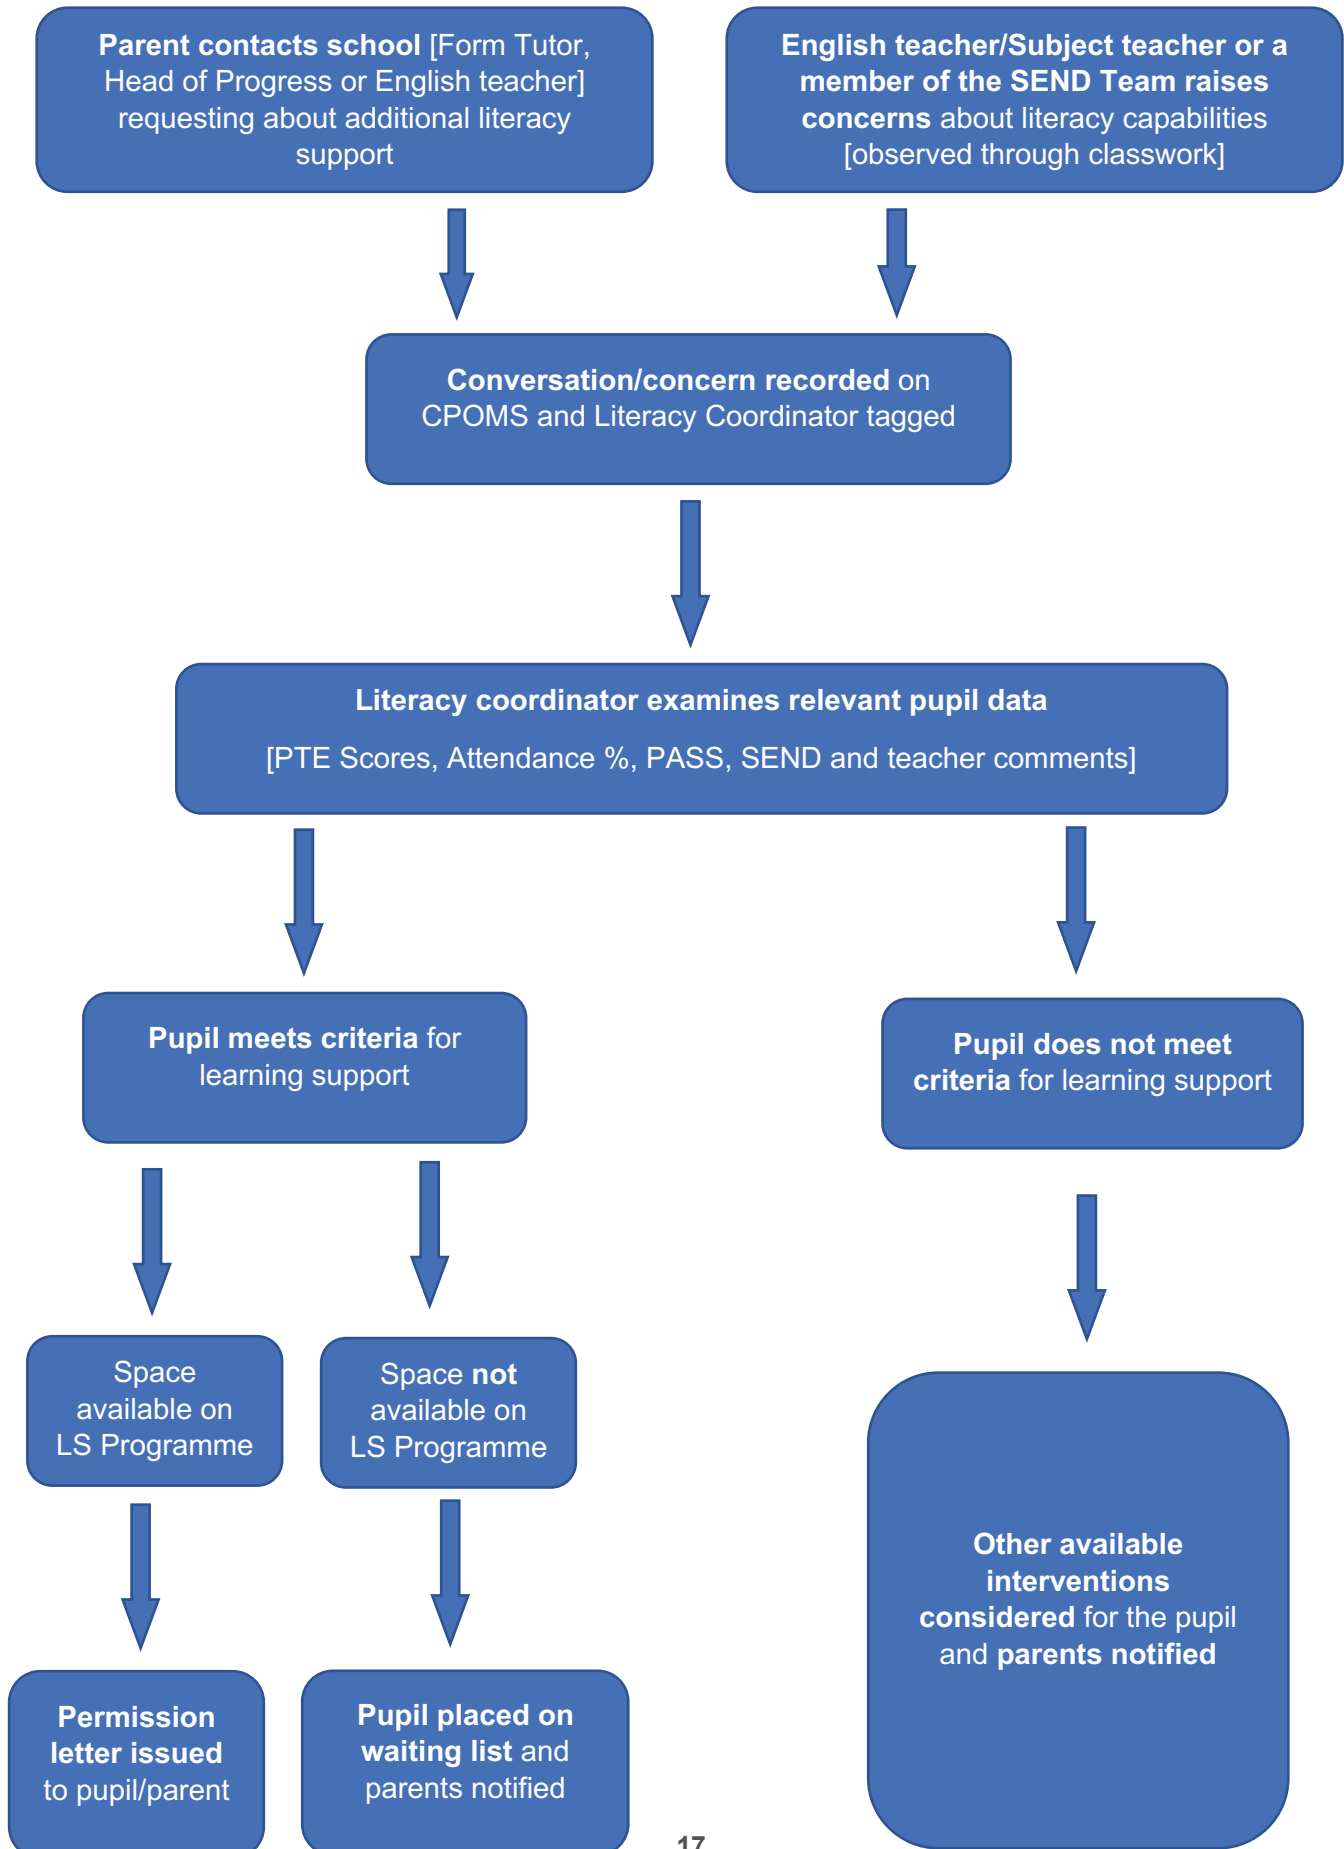 Parent contacts school [Form Tutor,
Head of Progress or English teacher]
requesting about additional literacy
support
English teacher/Subject teacher or a
member of the SEND Team raises
concerns about literacy capabilities
[observed through classwork]
Conversation/concern recorded on
CPOMS and Literacy Coordinator tagged
Literacy coordinator examines relevant pupil data
[PTE Scores, Attendance %, PASS, SEND and teacher comments]
Pupil meets criteria for
learning support
Pupil does not meet
criteria for learning support
Space
available on
LS Programme
Space not
available on
LS Programme
Other available
interventions
considered for the pupil
and parents notified
Permission
letter issued
to pupil/parent
Pupil placed on
waiting list and
parents notified
17